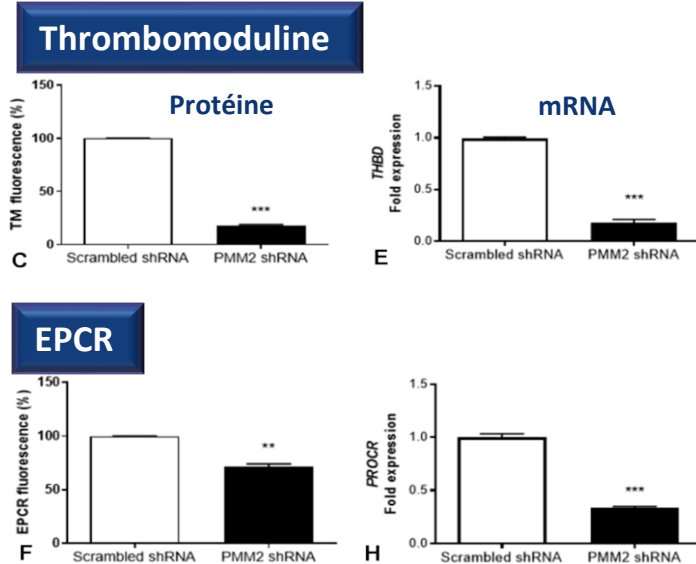 Thrombomoduline
Protéine
TM fluorescence (%)
150
100
50
0
***
Scrambled shRNA PMM2 shRNA
C
mRNA
THBD
Fold expression
1.5
1.0
0.5
0.0
***
Scrambled shRNA PMM2 shRNA
E
EPCR
EPCR fluorescence (%)
150
100
50
0
**
Scrambled shRNA PMM2 shRNA
F
PROCR
Fold expression
1.5
1.0
0.5
0.0
***
Scrambled shRNA PMM2 shRNA
H